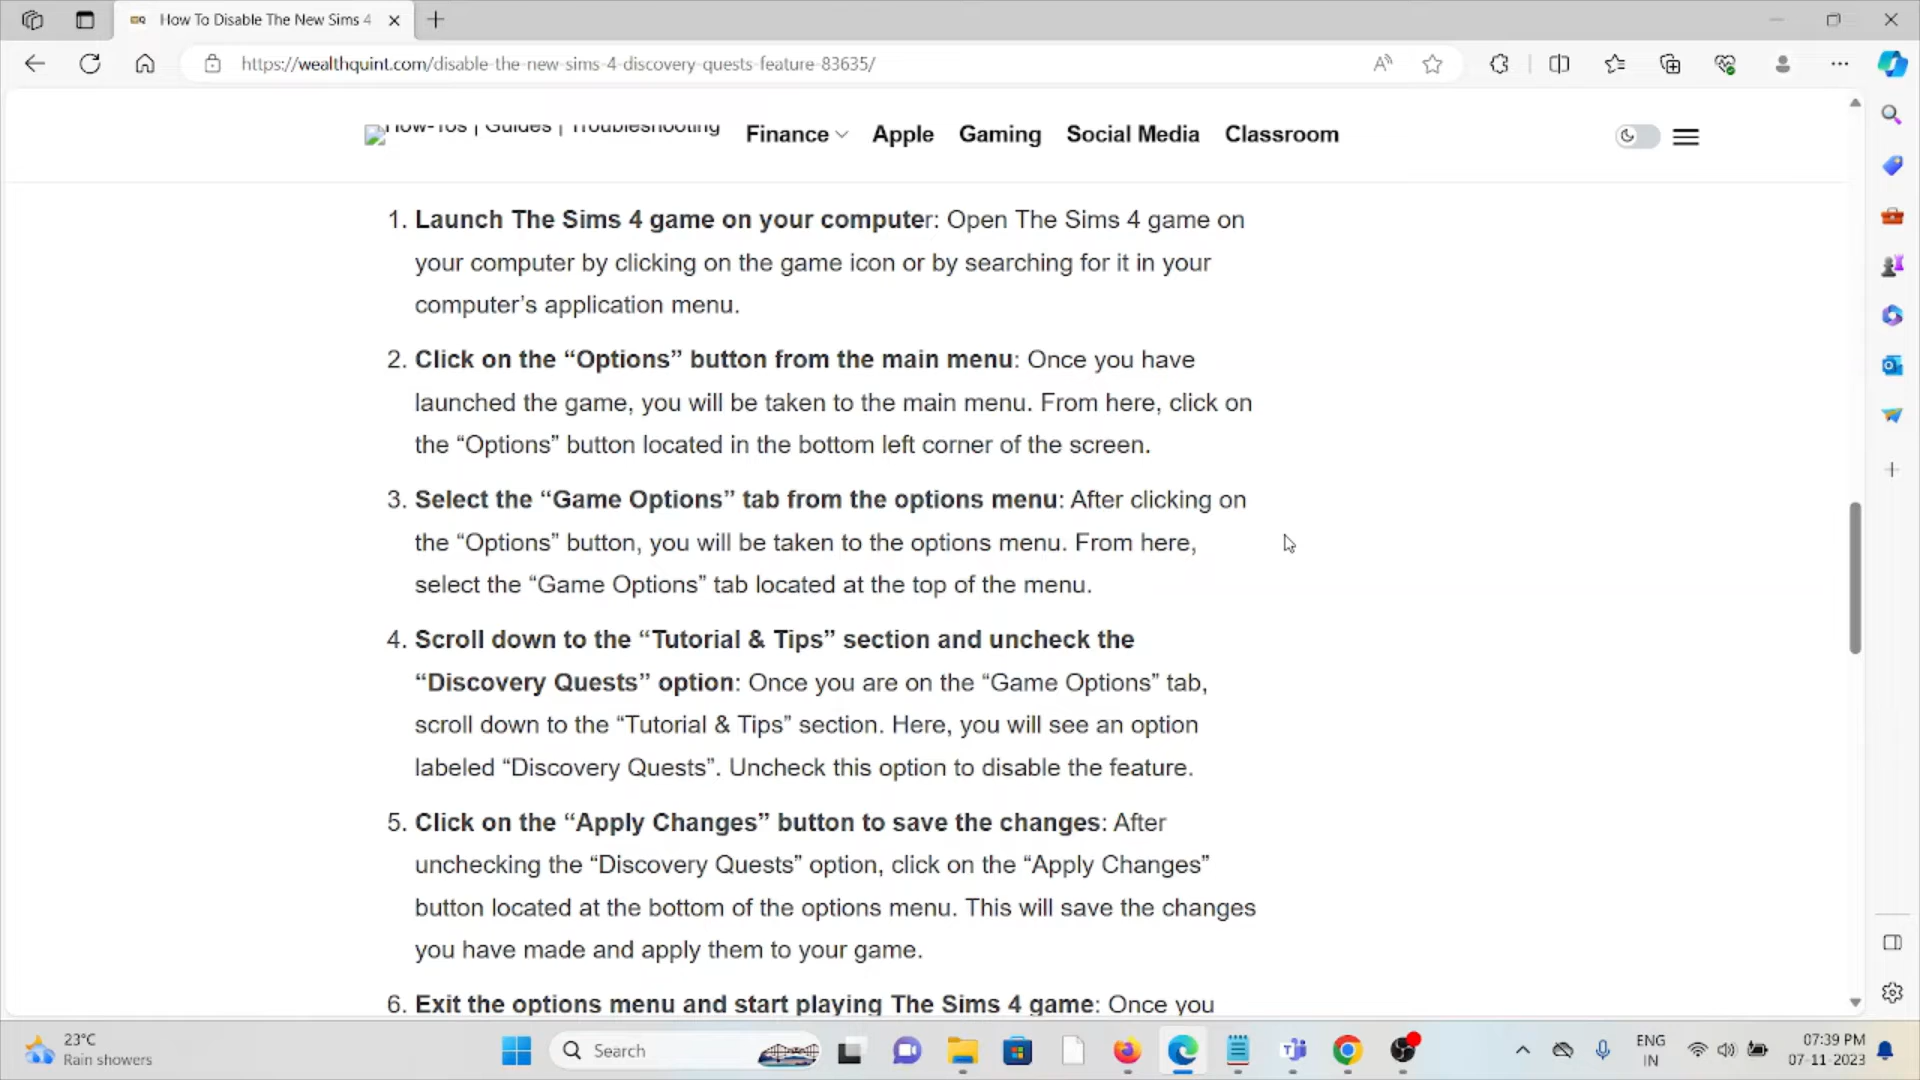 How To Disable The New Sims 4
https://wealthquint.com/disable-the-new-sims-4-discovery-quests-feature-83635/
How-Tos | Guides | Troubleshooting
Finance
Apple
Gaming
Social Media
Classroom
1. Launch The Sims 4 game on your computer: Open The Sims 4 game on
your computer by clicking on the game icon or by searching for it in your
computer’s application menu.
2. Click on the “Options” button from the main menu: Once you have
launched the game, you will be taken to the main menu. From here, click on
the “Options” button located in the bottom left corner of the screen.
3. Select the “Game Options” tab from the options menu: After clicking on
the “Options” button, you will be taken to the options menu. From here,
select the “Game Options” tab located at the top of the menu.
4. Scroll down to the “Tutorial & Tips” section and uncheck the
“Discovery Quests” option: Once you are on the “Game Options” tab,
scroll down to the “Tutorial & Tips” section. Here, you will see an option
labeled “Discovery Quests”. Uncheck this option to disable the feature.
5. Click on the “Apply Changes” button to save the changes: After
unchecking the “Discovery Quests” option, click on the “Apply Changes”
button located at the bottom of the options menu. This will save the changes
you have made and apply them to your game.
6. Exit the options menu and start playing The Sims 4 game: Once you
23°C
Rain showers
Search
ENG
IN
07:39 PM
07-11-2023